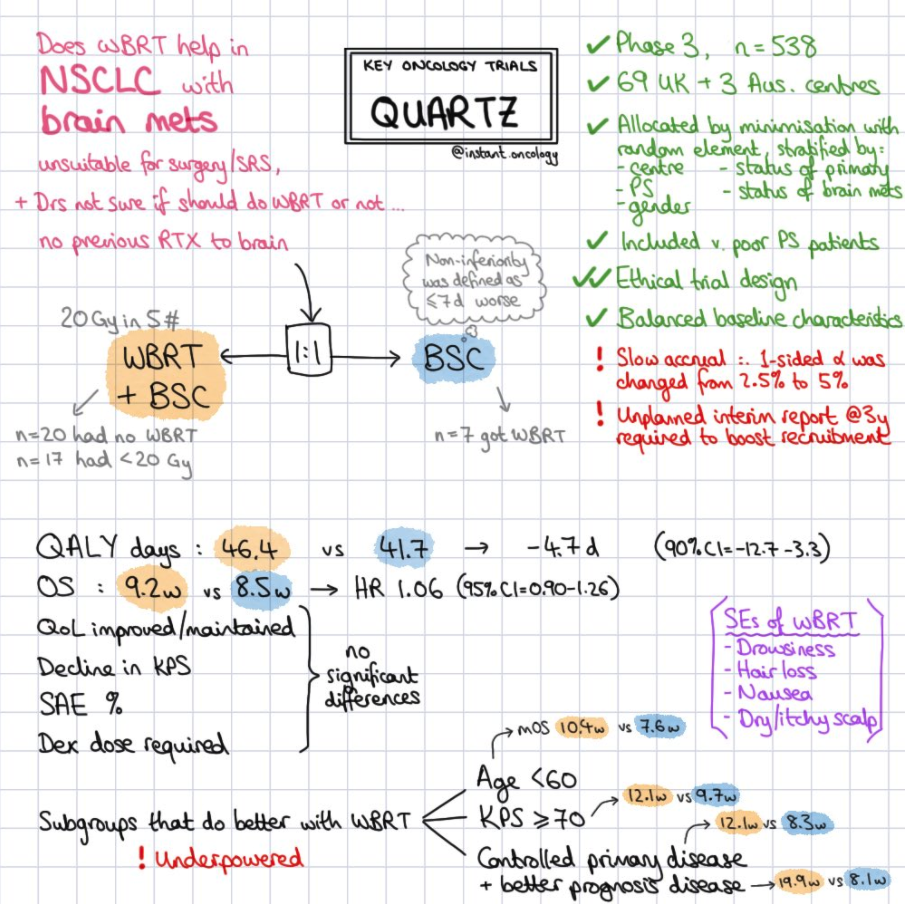 Does WBRT help in
NSCLC with
brain mets
unsuitable for surgery/SRS,
+ Drs not sure if should do WBRT or not ...
no previous RTX to brain
KEY ONCOLOGY TRIALS
QUARTZ
@instant.oncology
✓ Phase 3, n = 538
✓ 69 UK + 3 Aus. centres
✓ Allocated by minimisation with
random element, stratified by:
- centre - status of primary
- PS - status of brain mets
- gender
✓ Included v. poor PS patients
✓✓ Ethical trial design
✓ Balanced baseline characteristics
! Slow accrual ∴ 1-sided α was
changed from 2.5% to 5%
! Unplanned interim report @3y
required to boost recruitment
Non-inferiority
was defined as
≤7d worse
20 Gy in 5#
WBRT
+ BSC
1:1
BSC
n=20 had no WBRT
n=17 had <20 Gy
n=7 got WBRT
QALY days : 46.4 vs 41.7 → -4.7d (90% CI=-12.7-3.3)
OS : 9.2w vs 8.5w → HR 1.06 (95% CI=0.90-1.26)
QoL improved/maintained
Decline in KPS
SAE %
Dex dose required
no
significant
differences
SEs of WBRT
- Drowsiness
- Hair loss
- Nausea
- Dry/itchy scalp
Subgroups that do better with WBRT
! Underpowered
Age <60
→ mOS 10.4w vs 7.6w
KPS ≥70
→ 12.1w vs 9.7w
Controlled primary disease
→ 12.1w vs 8.3w
+ better prognosis disease → 19.9w vs 8.1w